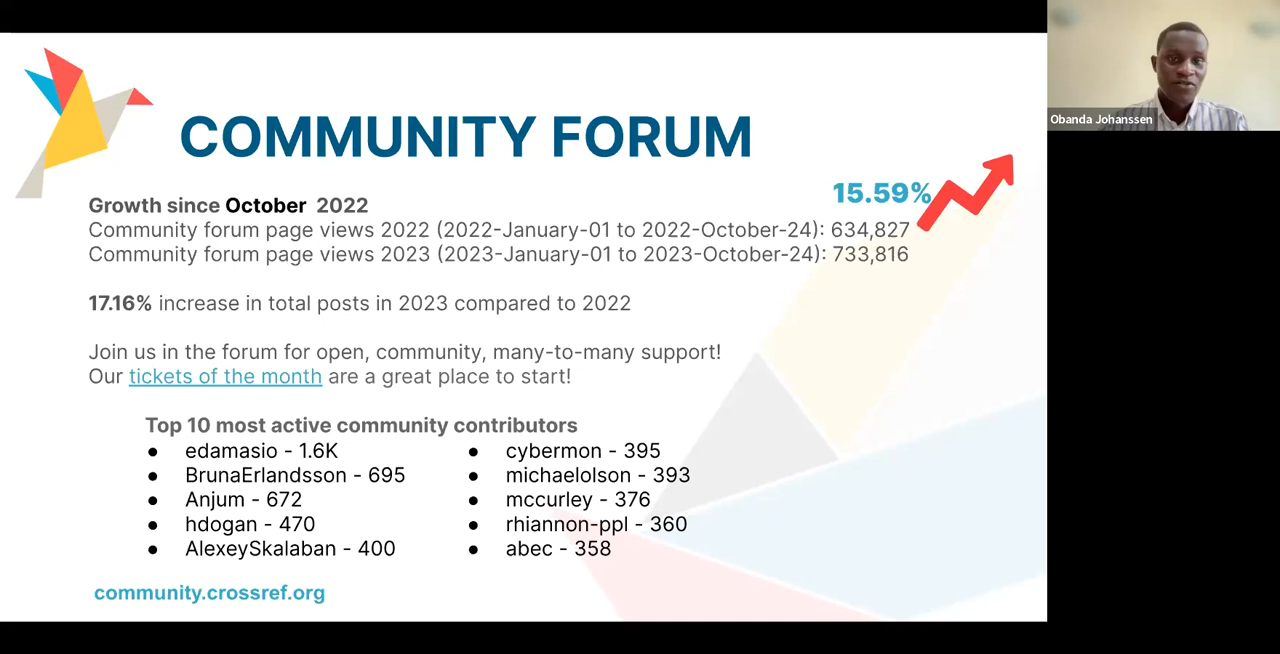 COMMUNITY FORUM
15.59%
Growth since October 2022
Community forum page views 2022 (2022-January-01 to 2022-October-24): 634,827
Community forum page views 2023 (2023-January-01 to 2023-October-24): 733,816
17.16% increase in total posts in 2023 compared to 2022
Join us in the forum for open, community, many-to-many support!
Our tickets of the month are a great place to start!
Top 10 most active community contributors
● edamasio - 1.6K
● BrunaErlandsson - 695
● Anjum - 672
● hdogan - 470
● AlexeySkalaban - 400
● cybermon - 395
● michaelolson - 393
● mccurley - 376
● rhiannon-ppl - 360
● abec - 358
community.crossref.org
Obanda Johanssen